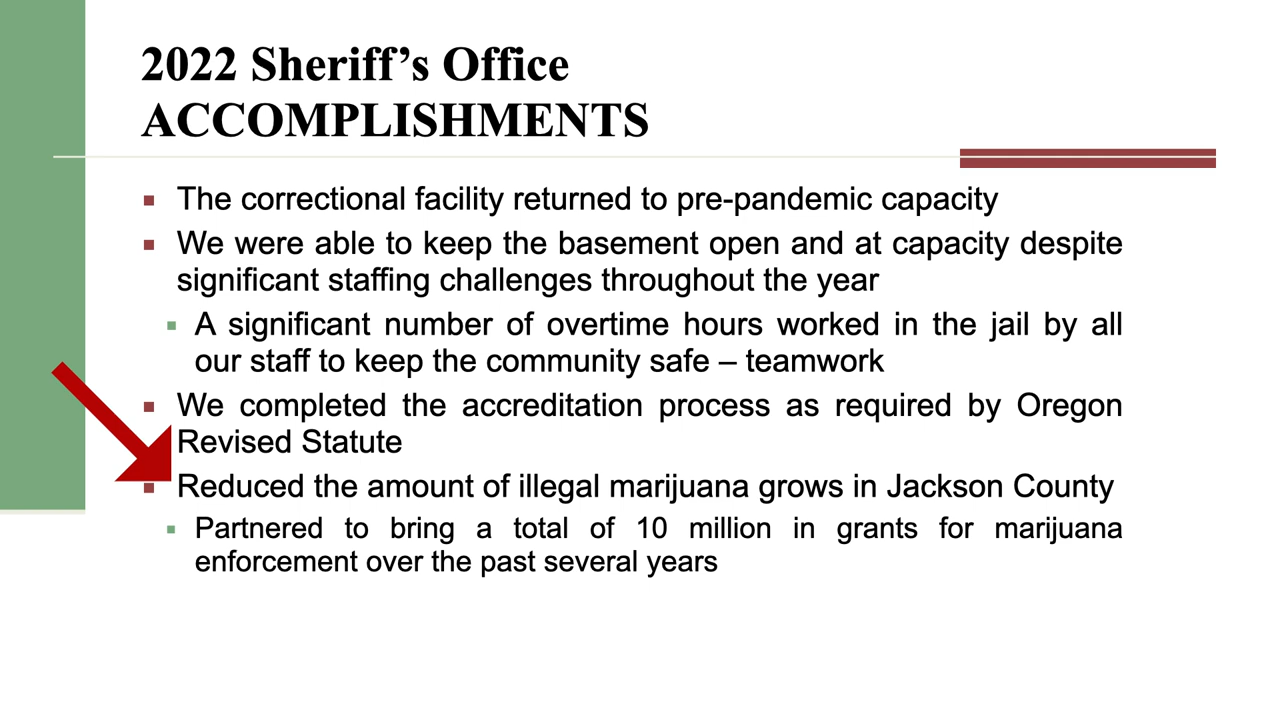 2022 Sheriff’s Office
ACCOMPLISHMENTS
The correctional facility returned to pre-pandemic capacity
We were able to keep the basement open and at capacity despite
significant staffing challenges throughout the year
A significant number of overtime hours worked in the jail by all
our staff to keep the community safe – teamwork
We completed the accreditation process as required by Oregon
Revised Statute
Reduced the amount of illegal marijuana grows in Jackson County
Partnered to bring a total of 10 million in grants for marijuana
enforcement over the past several years